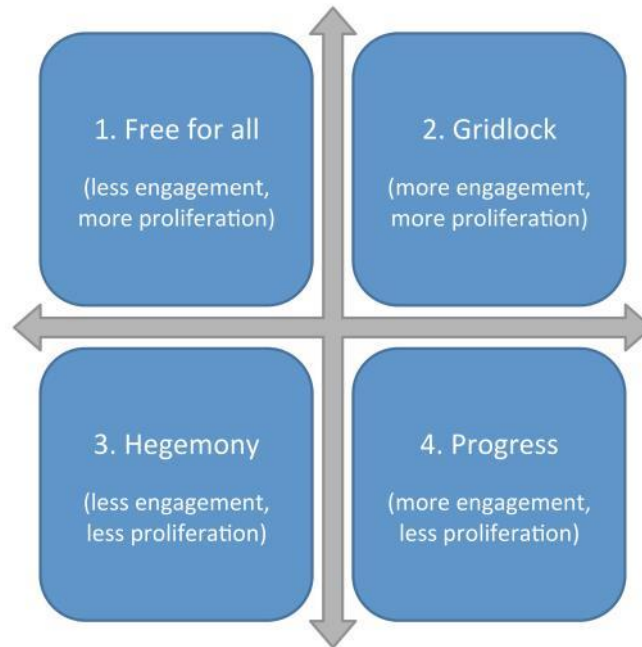 1. Free for all
(less engagement,
more proliferation)
2. Gridlock
(more engagement,
more proliferation)
3. Hegemony
(less engagement,
less proliferation)
4. Progress
(more engagement,
less proliferation)